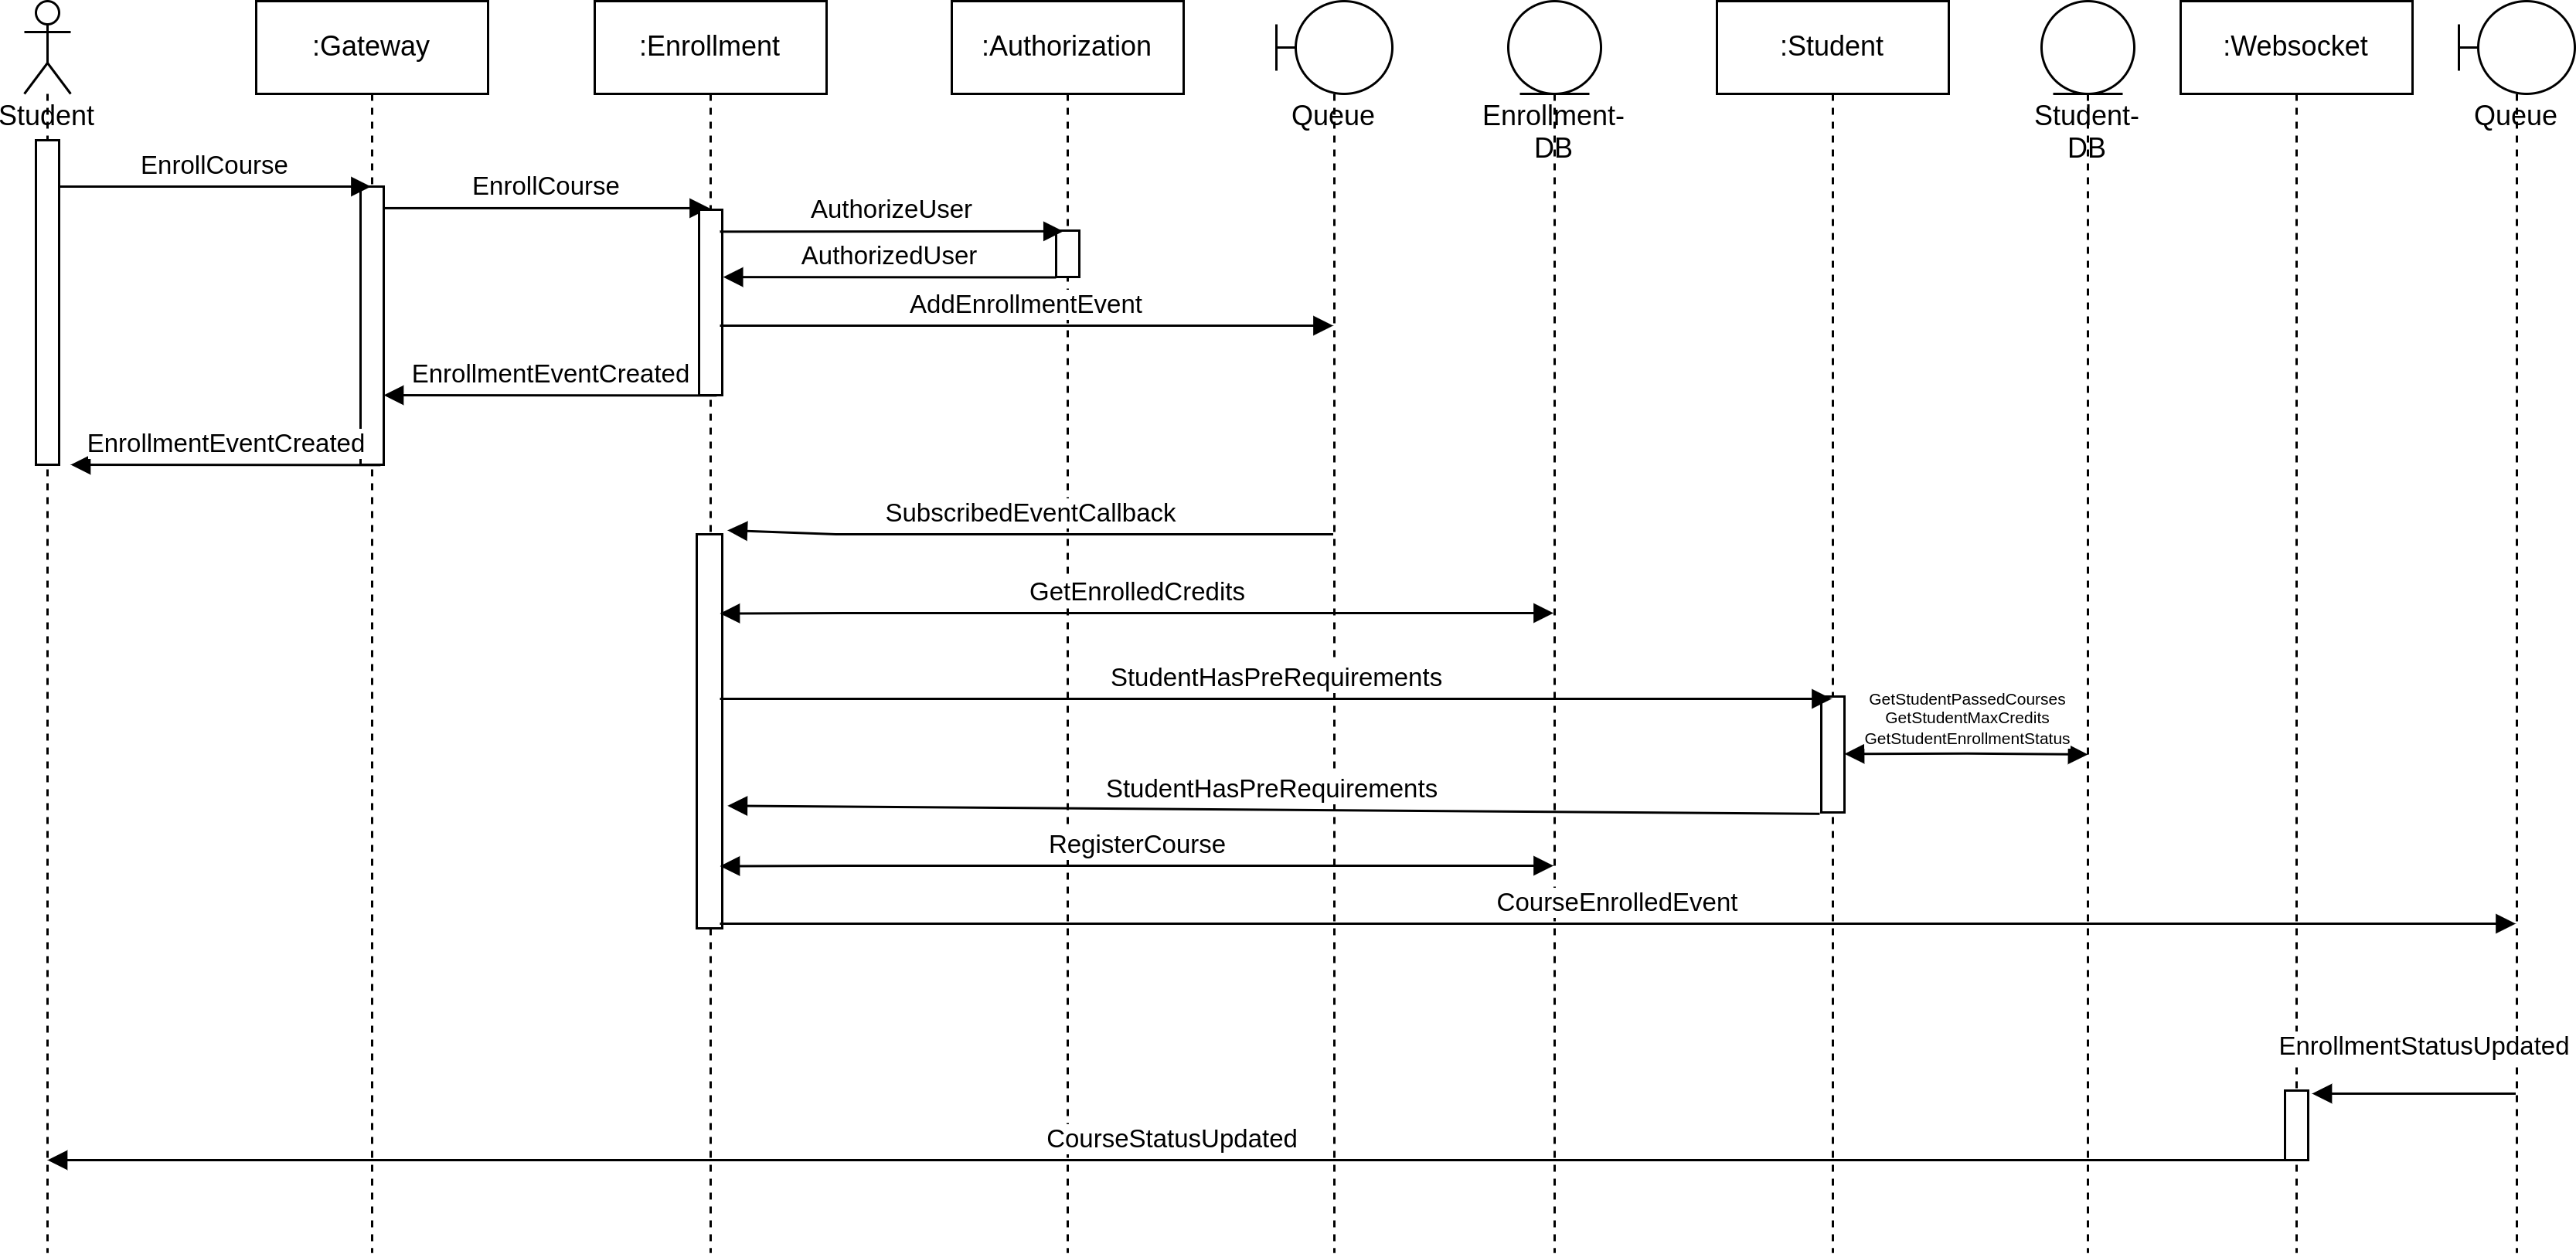 :Gateway
:Enrollment
:Authorization
:Student
:Websocket
Student
Queue
Enrollment-
DB
Student-
DB
Queue
EnrollCourse
EnrollCourse
AuthorizeUser
AuthorizedUser
AddEnrollmentEvent
EnrollmentEventCreated
EnrollmentEventCreated
SubscribedEventCallback
GetEnrolledCredits
StudentHasPreRequirements
GetStudentPassedCourses
GetStudentMaxCredits
GetStudentEnrollmentStatus
StudentHasPreRequirements
RegisterCourse
CourseEnrolledEvent
EnrollmentStatusUpdated
CourseStatusUpdated